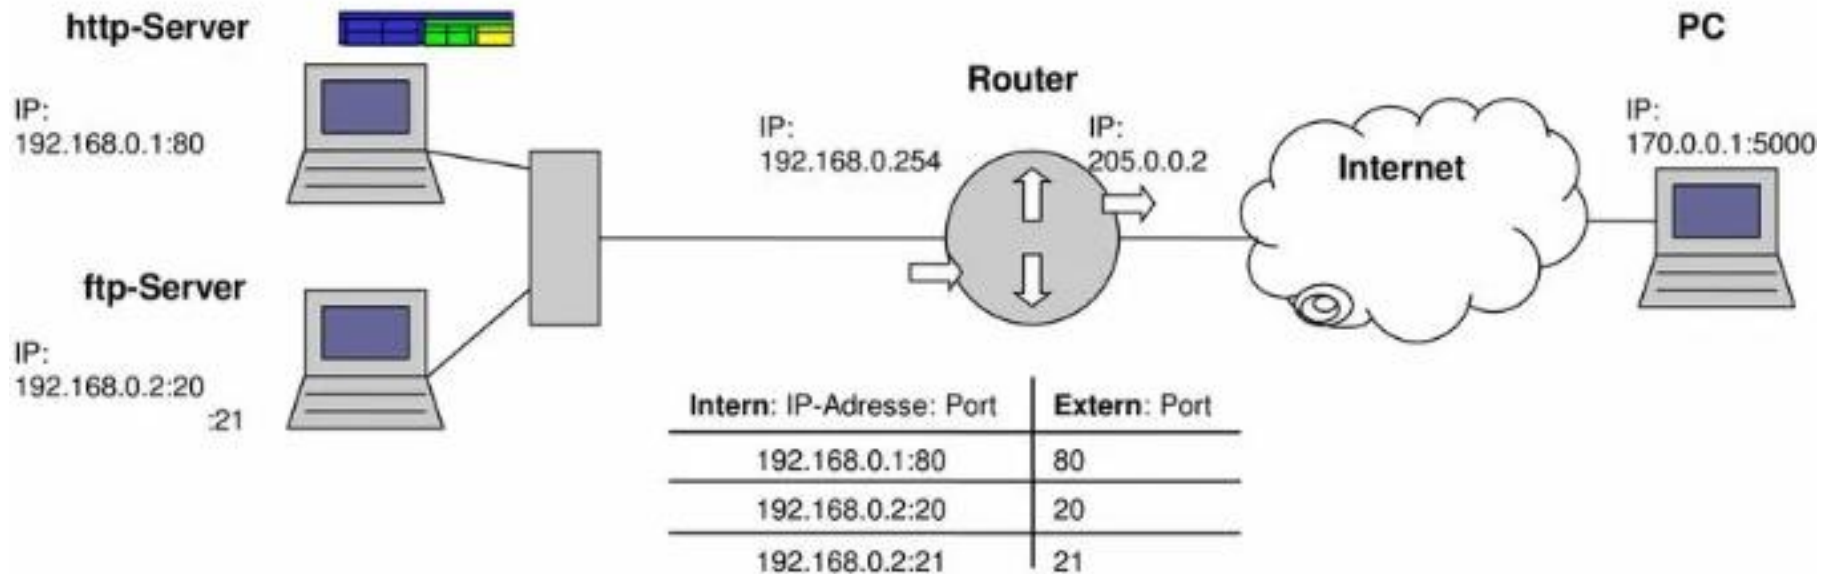 http-Server
IP:
192.168.0.1:80
ftp-Server
IP:
192.168.0.2:20
:21
Router
IP:
192.168.0.254
IP:
205.0.0.2
Internet
PC
IP:
170.0.0.1:5000
Intern: IP-Adresse: Port Extern: Port
192.168.0.1:80 80
192.168.0.2:20 20
192.168.0.2:21 21